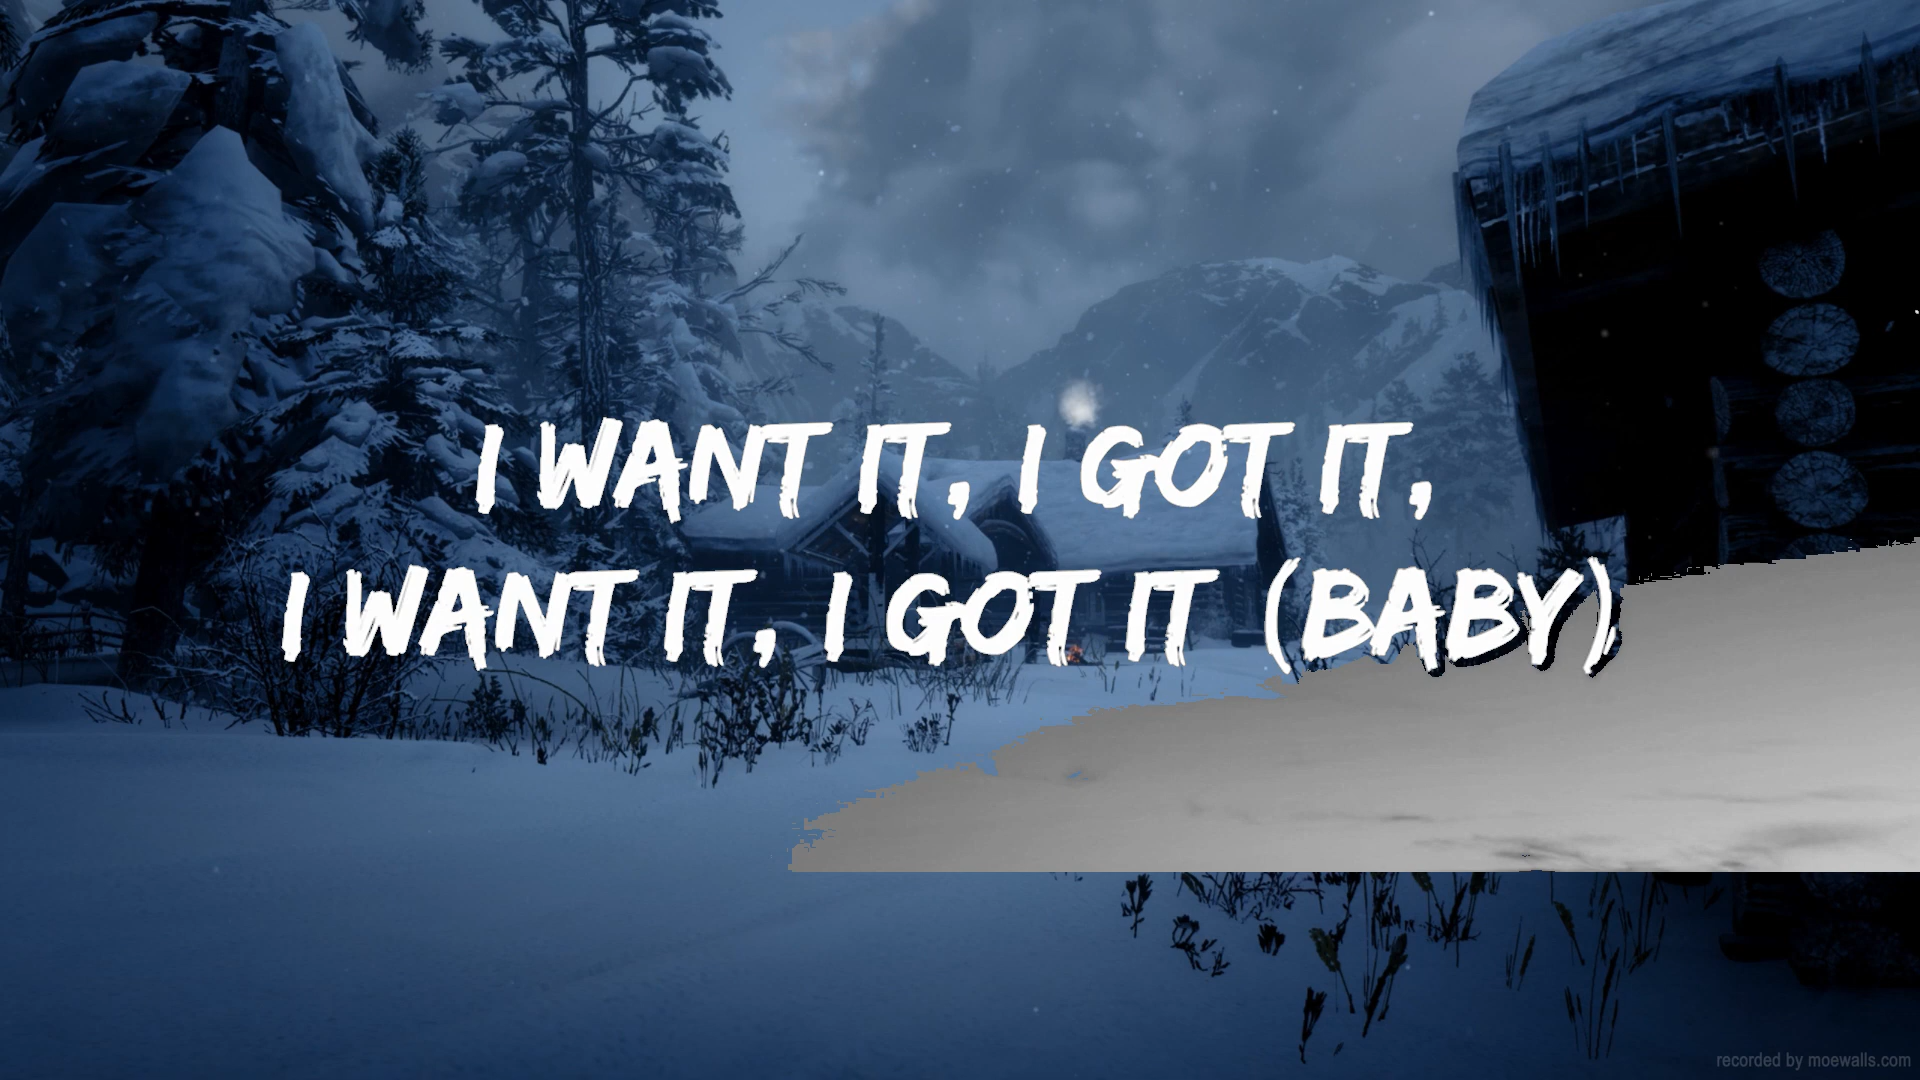 I WANT IT, I GOT IT,
I WANT IT, I GOT IT (BABY)
recorded by moewalls.com